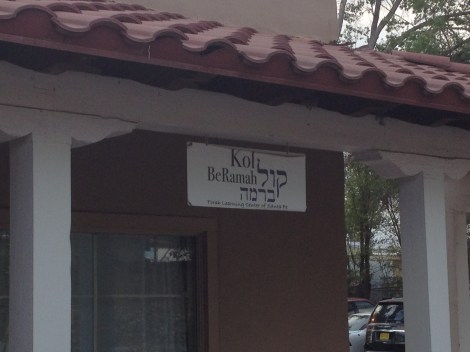 Kol
BeRamah
קול
ברמה
Torah Learning Center of Santa Fe